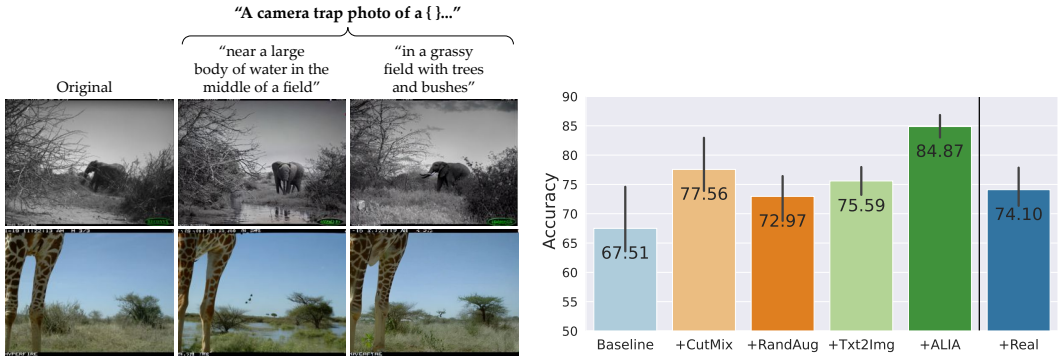 “A camera trap photo of a { }...”
Original
“near a large
body of water in the
middle of a field”
“in a grassy
field with trees
and bushes”
Accuracy
90
85
80
75
70
65
60
55
50
67.51
77.56
72.97
75.59
84.87
74.10
Baseline
+CutMix
+RandAug
+Txt2Img
+ALIA
+Real